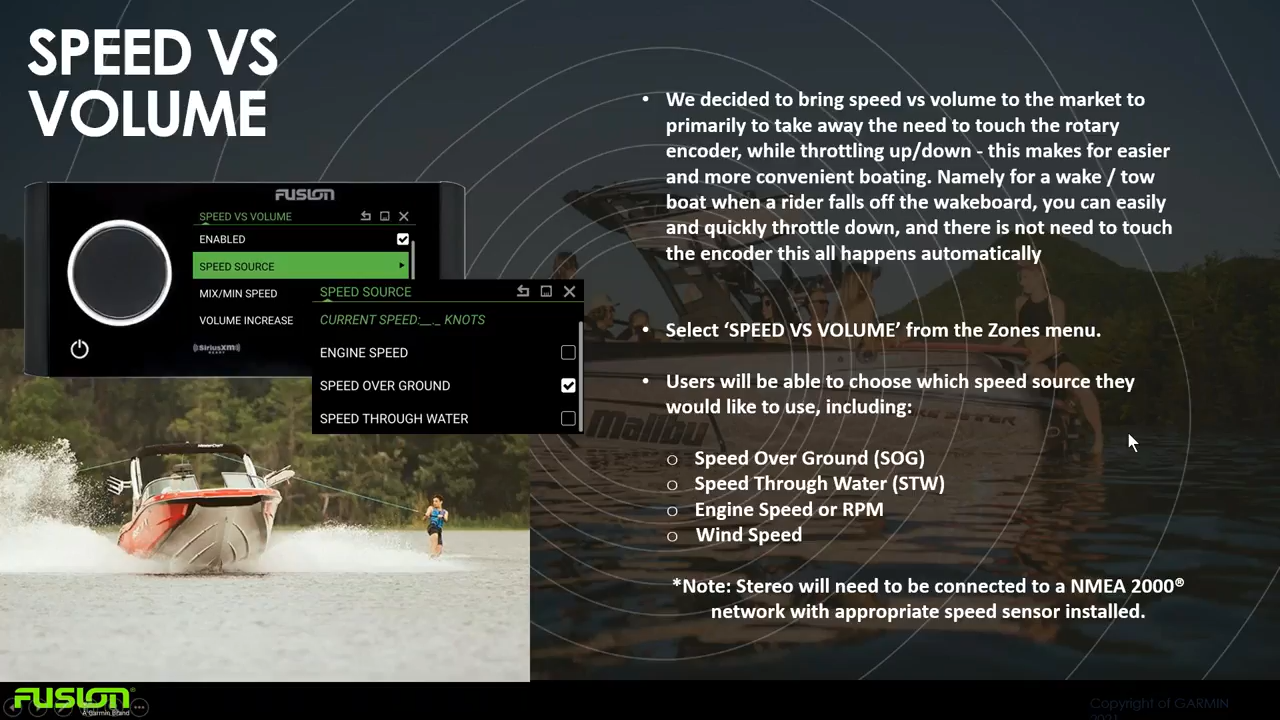 SPEED VS
VOLUME
• We decided to bring speed vs volume to the market to
primarily to take away the need to touch the rotary
encoder, while throttling up/down - this makes for easier
and more convenient boating. Namely for a wake / tow
boat when a rider falls off the wakeboard, you can easily
and quickly throttle down, and there is not need to touch
the encoder this all happens automatically
• Select ‘SPEED VS VOLUME’ from the Zones menu.
• Users will be able to choose which speed source they
would like to use, including:
o Speed Over Ground (SOG)
o Speed Through Water (STW)
o Engine Speed or RPM
o Wind Speed
*Note: Stereo will need to be connected to a NMEA 2000®
network with appropriate speed sensor installed.
FUSION
SPEED VS VOLUME
ENABLED
SPEED SOURCE
MIX/MIN SPEED
VOLUME INCREASE
SiriusXM
READY
SPEED SOURCE
CURRENT SPEED:__._ KNOTS
ENGINE SPEED
SPEED OVER GROUND
SPEED THROUGH WATER
Malibu
MasterCraft
FUSION®
A Garmin Brand
Copyright of GARMIN
2021